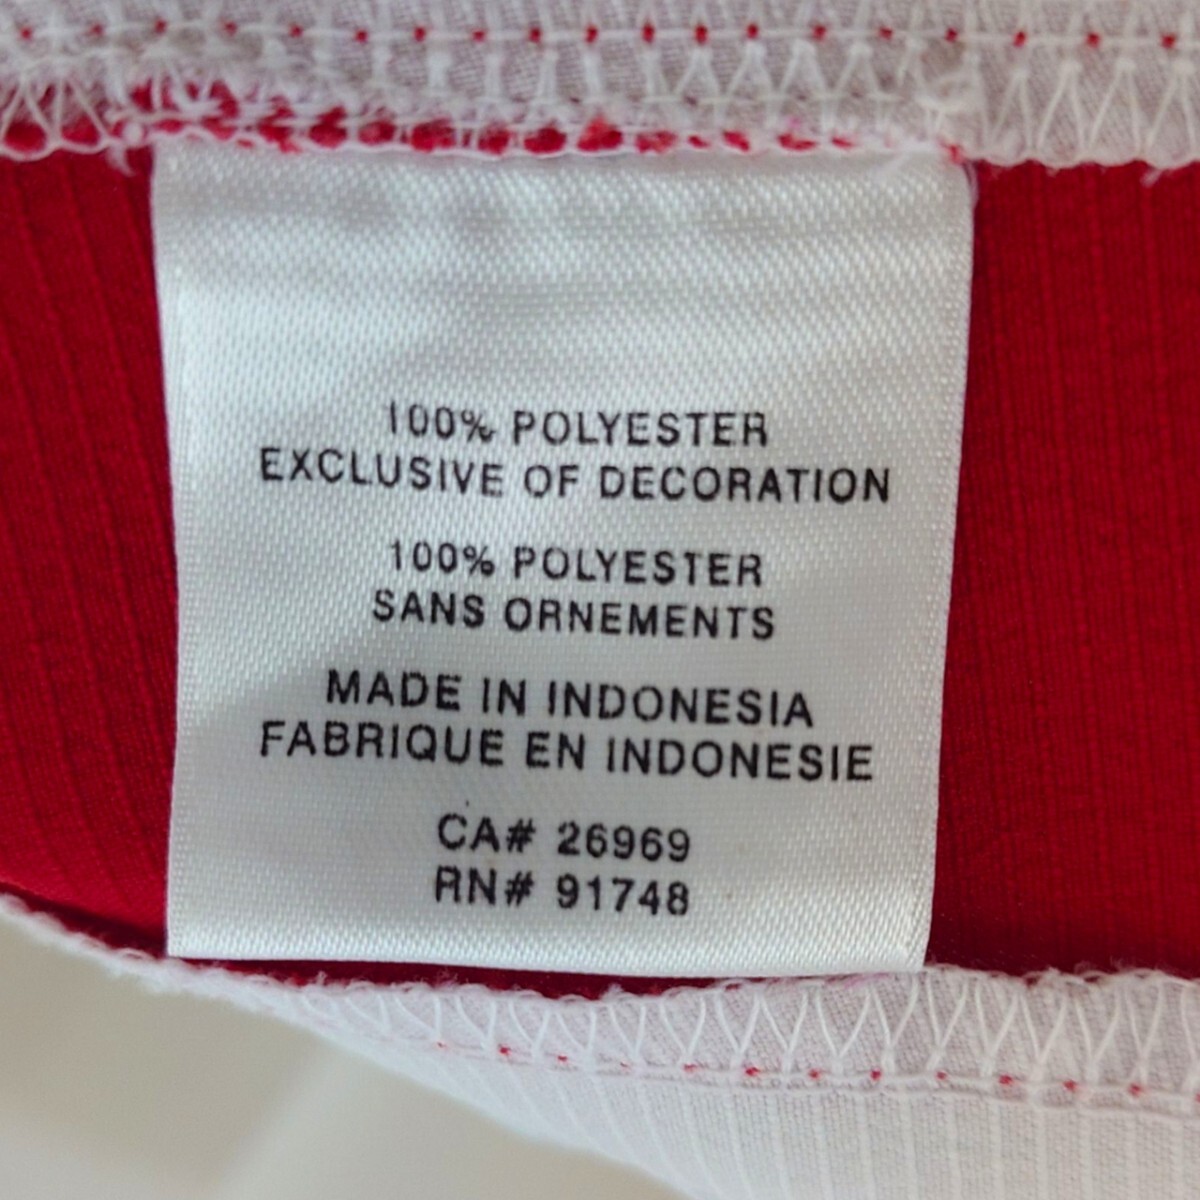 100% POLYESTER
EXCLUSIVE OF DECORATION
100% POLYESTER
SANS ORNEMENTS
MADE IN INDONESIA
FABRIQUE EN INDONESIE
CA# 26969
RN# 91748